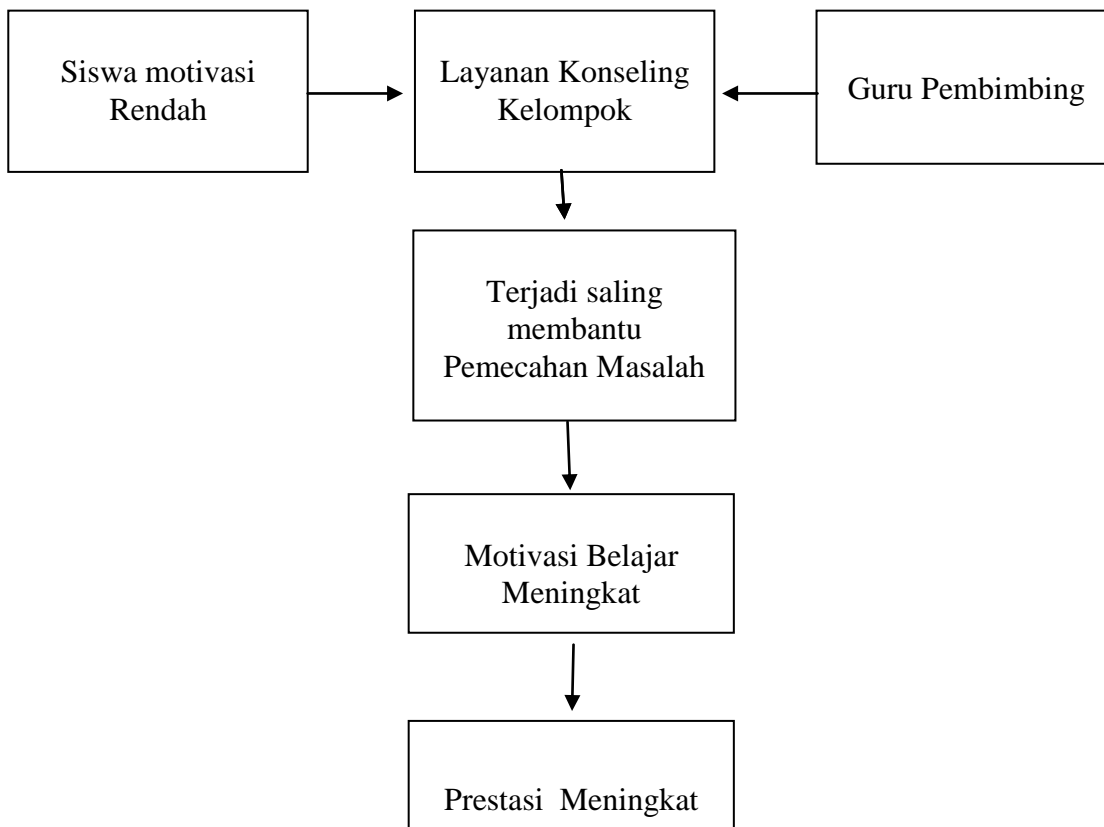 Siswa motivasi
Rendah
Layanan Konseling
Kelompok
Guru Pembimbing
Terjadi saling
membantu
Pemecahan Masalah
Motivasi Belajar
Meningkat
Prestasi  Meningkat